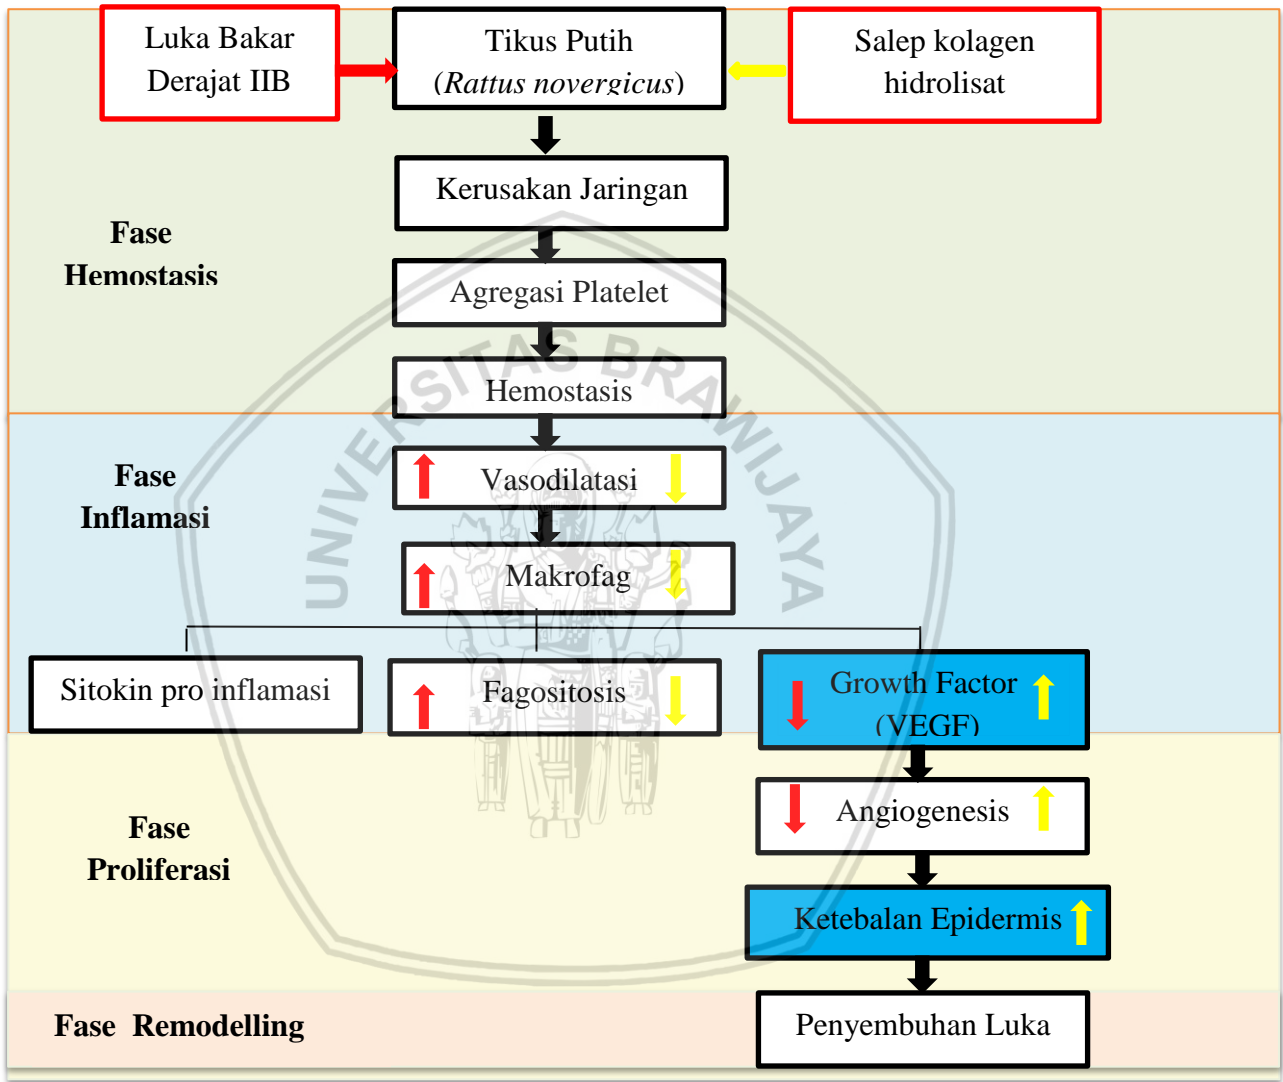 Luka Bakar
Derajat IIB
Tikus Putih
(Rattus novergicus)
Salep kolagen
hidrolisat
Kerusakan Jaringan
Fase
Hemostasis
Agregasi Platelet
Hemostasis
UNIVERSITAS BRAWIJAYA
Fase
Inflamasi
Vasodilatasi
Makrofag
Sitokin pro inflamasi
Fagositosis
Growth Factor
(VEGF)
Fase
Proliferasi
Angiogenesis
Ketebalan Epidermis
Fase Remodelling
Penyembuhan Luka